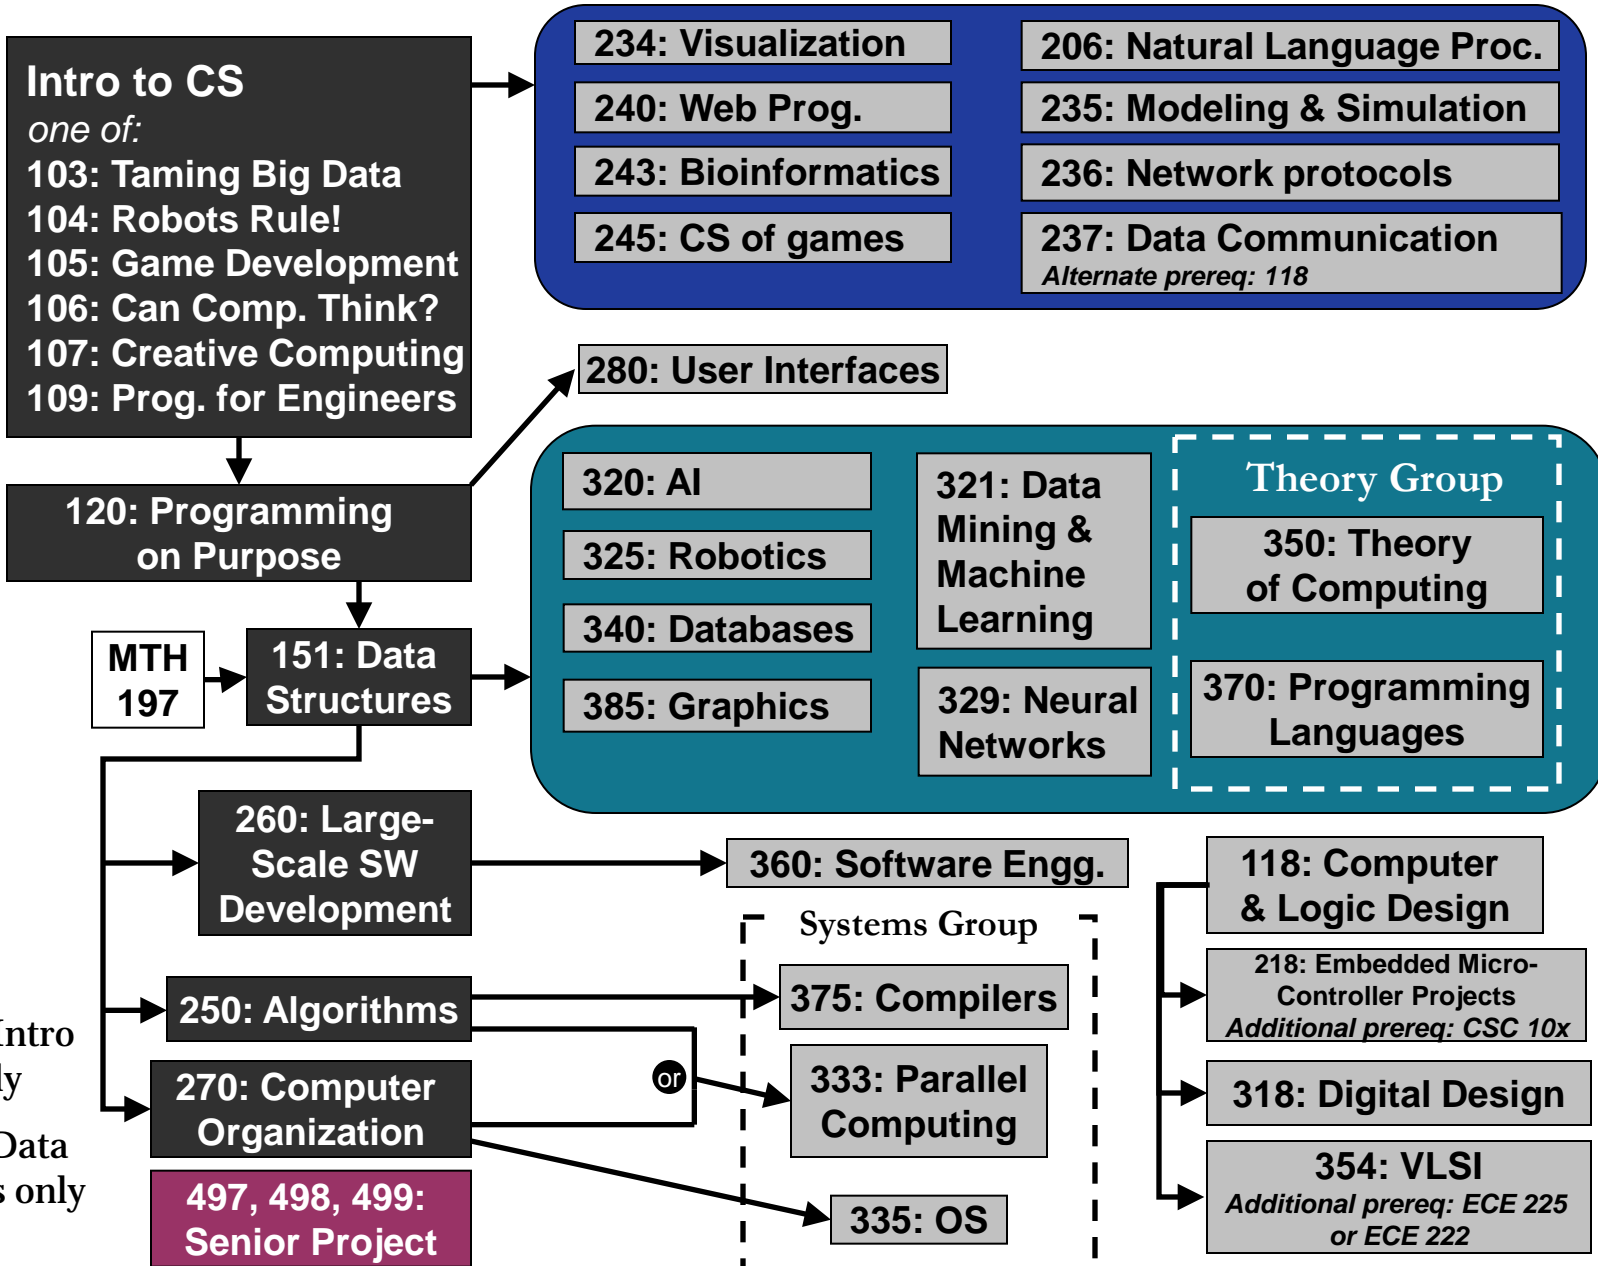 Intro to CS
one of:
103: Taming Big Data
104: Robots Rule!
105: Game Development
106: Can Comp. Think?
107: Creative Computing
109: Prog. for Engineers
234: Visualization
240: Web Prog.
243: Bioinformatics
245: CS of games
206: Natural Language Proc.
235: Modeling & Simulation
236: Network protocols
237: Data Communication
Alternate prereq: 118
280: User Interfaces
120: Programming
on Purpose
MTH
197
151: Data
Structures
320: AI
325: Robotics
340: Databases
385: Graphics
321: Data
Mining &
Machine
Learning
329: Neural
Networks
Theory Group
350: Theory
of Computing
370: Programming
Languages
260: Large-
Scale SW
Development
360: Software Engg.
250: Algorithms
270: Computer
Organization
or
Systems Group
375: Compilers
333: Parallel
Computing
335: OS
118: Computer
& Logic Design
218: Embedded Micro-
Controller Projects
Additional prereq: CSC 10x
318: Digital Design
354: VLSI
Additional prereq: ECE 225
or ECE 222
Intro
Data
only
497, 498, 499:
Senior Project